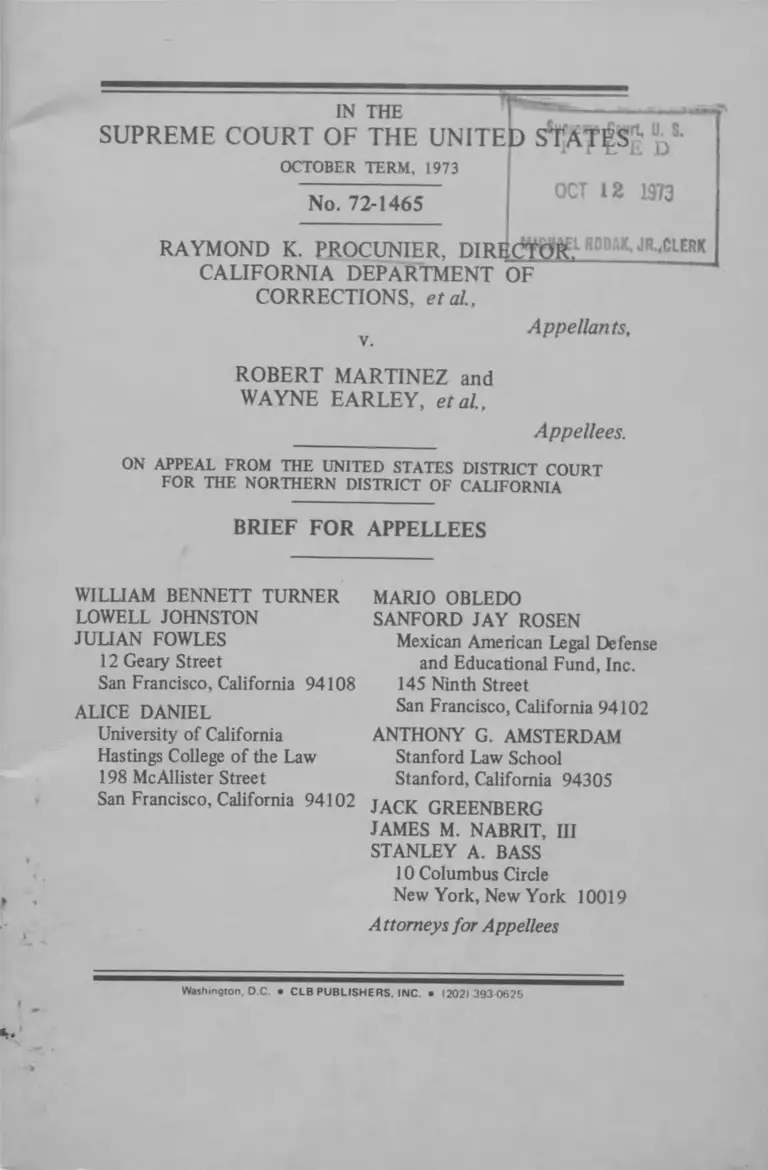 IN THE
SUPREME COURT OF THE UNITED STATES
OCTOBER TERM, 1973
No. 72-1465
Supreme Court, U. S.
FILED
OCT 12 1973
MICHAEL RODAK, JR., CLERK
RAYMOND K. PROCUNIER, DIRECTOR,
CALIFORNIA DEPARTMENT OF
CORRECTIONS, et al.,
Appellants,
v.
ROBERT MARTINEZ and
WAYNE EARLEY, et al.,
Appellees.
ON APPEAL FROM THE UNITED STATES DISTRICT COURT
FOR THE NORTHERN DISTRICT OF CALIFORNIA
BRIEF FOR APPELLEES
WILLIAM BENNETT TURNER
LOWELL JOHNSTON
JULIAN FOWLES
12 Geary Street
San Francisco, California 94108
ALICE DANIEL
University of California
Hastings College of the Law
198 McAllister Street
San Francisco, California 94102
MARIO OBLEDO
SANFORD JAY ROSEN
Mexican American Legal Defense
and Educational Fund, Inc.
145 Ninth Street
San Francisco, California 94102
ANTHONY G. AMSTERDAM
Stanford Law School
Stanford, California 94305
JACK GREENBERG
JAMES M. NABRIT, III
STANLEY A. BASS
10 Columbus Circle
New York, New York 10019
Attorneys for Appellees
Washington, D.C. • CLB PUBLISHERS, INC. • (202) 393-0625